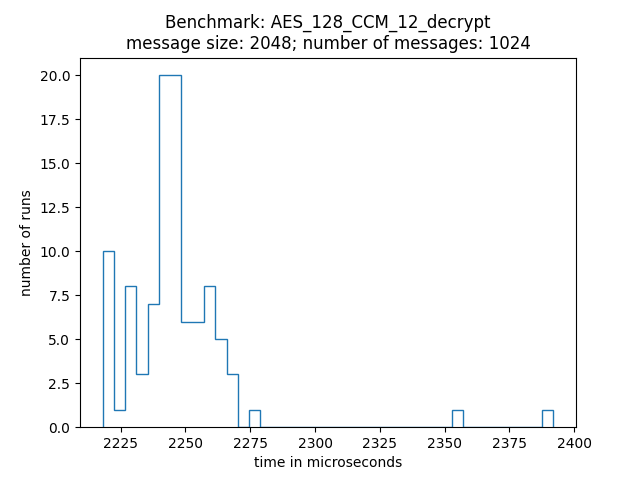 Benchmark: AES_128_CCM_12_decrypt
message size: 2048; number of messages: 1024
20.0
17.5
15.0
12.5
10.0
7.5
5.0
2.5
0.0
number of runs
2225 2250 2275 2300 2325 2350 2375 2400
time in microseconds